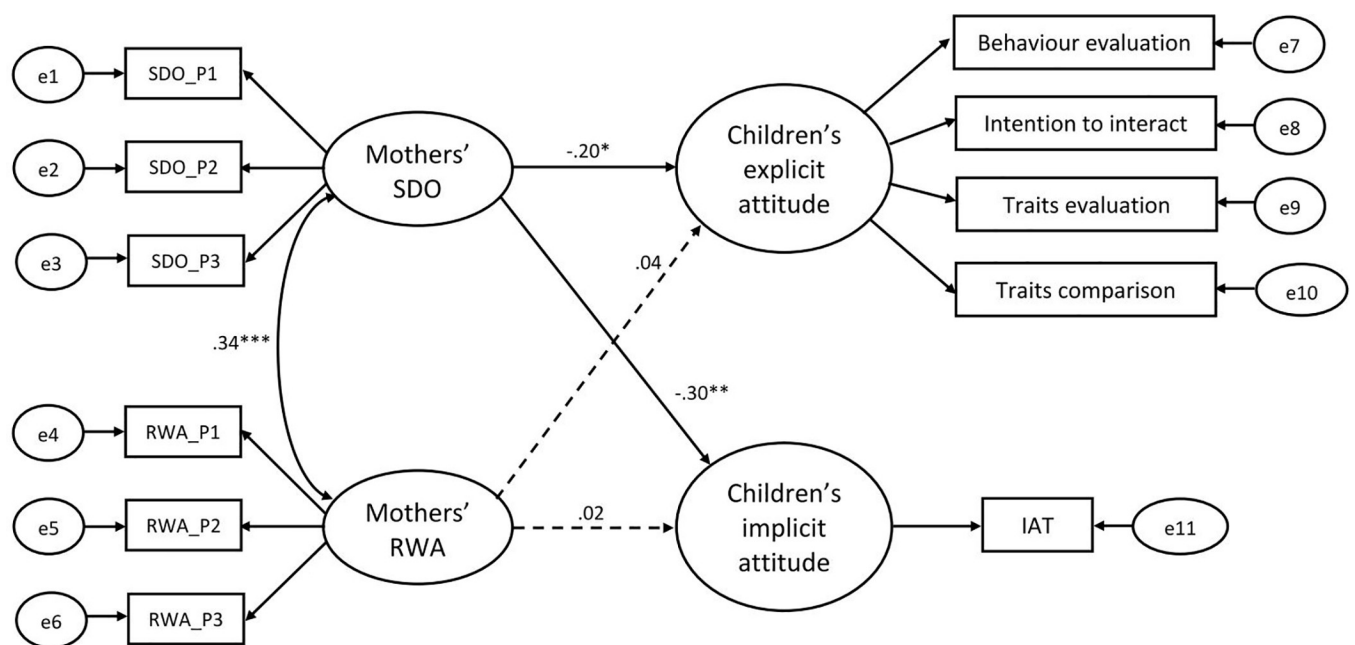 e1
SDO_P1
e2
SDO_P2
e3
SDO_P3
Mothers’
SDO
-.20*
Children’s
explicit
attitude
Behaviour evaluation
e7
Intention to interact
e8
Traits evaluation
e9
Traits comparison
e10
.04
.34***
-.30**
e4
RWA_P1
e5
RWA_P2
e6
RWA_P3
Mothers’
RWA
.02
Children’s
implicit
attitude
IAT
e11